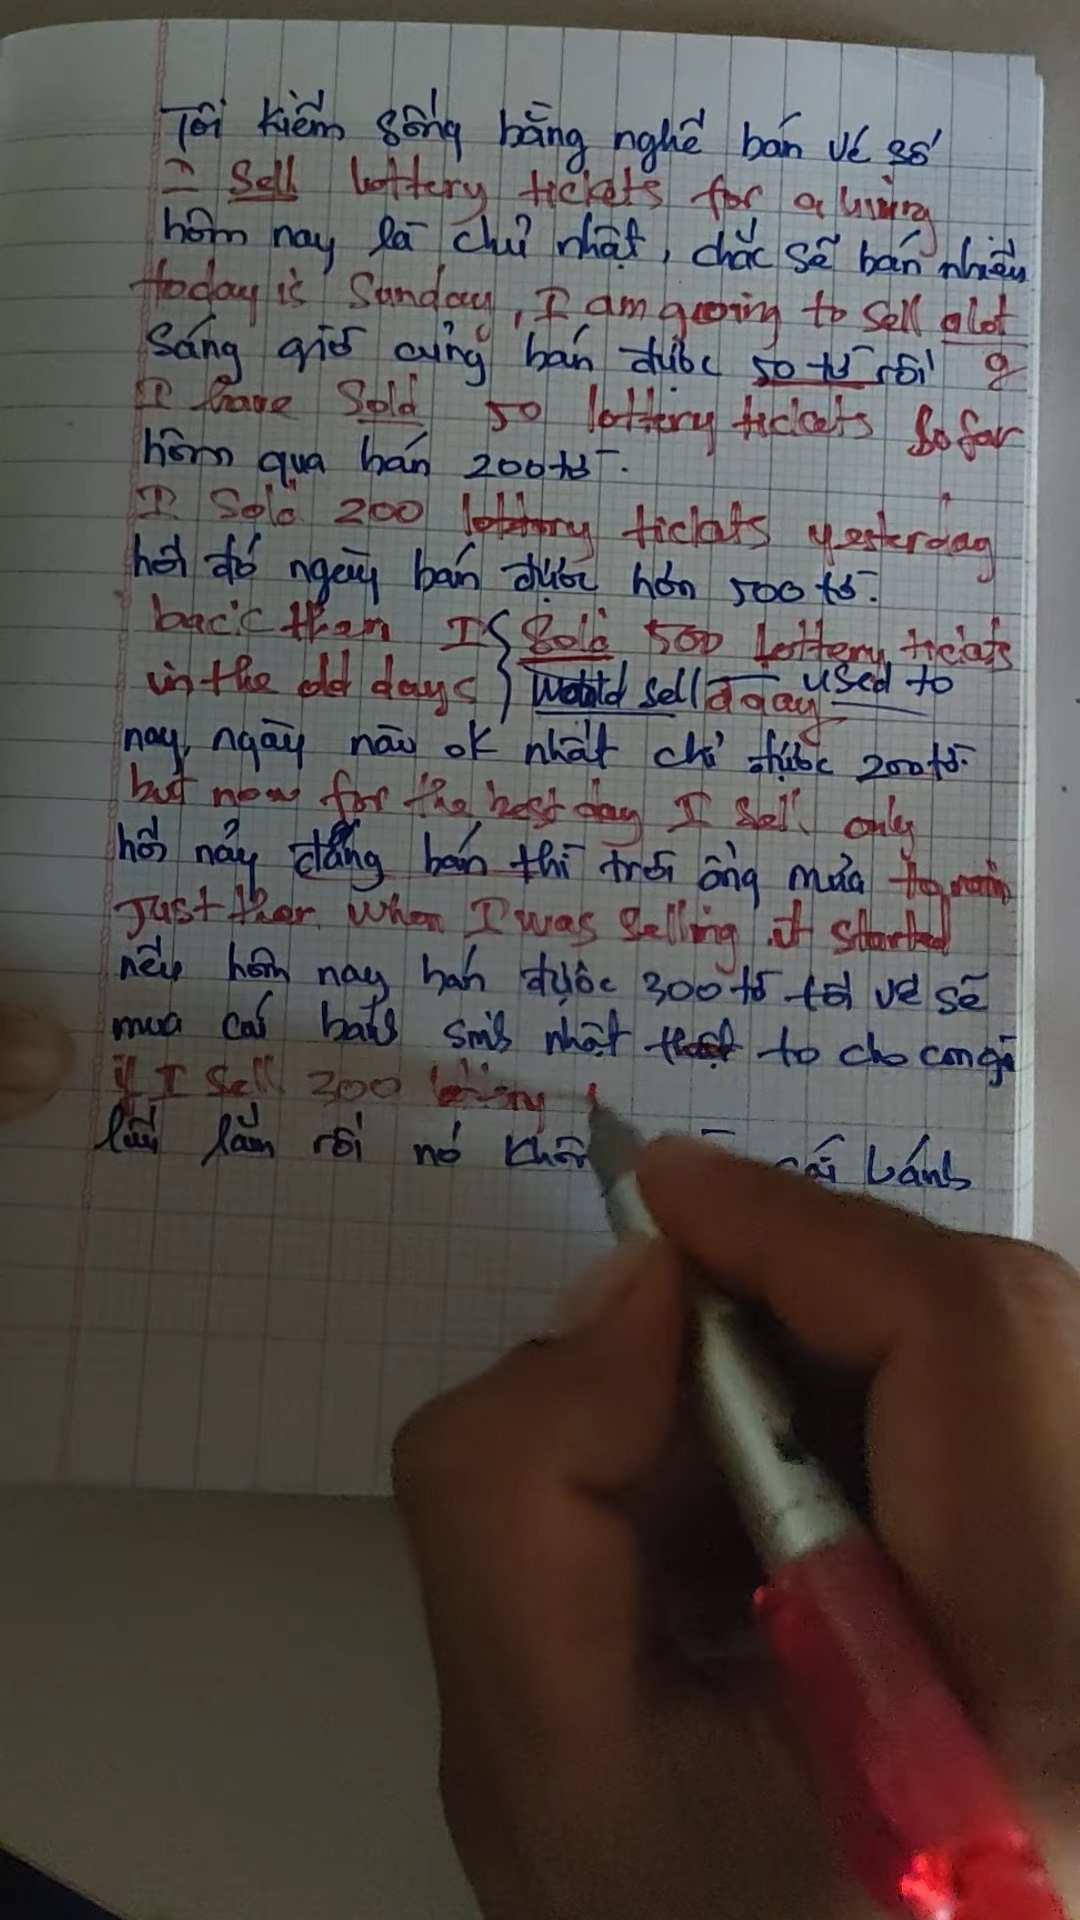 Tôi kiếm sống bằng nghề bán vé số
I sell lottery tickets for a living
hôm nay là chủ nhật, chắc sẽ bán nhiều
today is Sunday, I am going to sell a lot
Sáng giờ cũng bán được 50 tờ rồi
I have sold 50 lottery tickets so far
hôm qua bán 200 tờ.
I sold 200 lottery tickets yesterday
hồi đó ngày bán được hơn 500 tờ.
back then I sold 500 lottery tickets
in the old days would sell a day used to
nay, ngày nào ok nhất chỉ được 200 tờ.
but now for the best day I sell only
hồi nảy đang bán thì trời ông mưa to rain
Just then when I was selling it started
nếu hôm nay bán được 300 tờ tôi về sẽ
mua cái bánh sinh nhật to cho con gái
if I sell 300 lottery
lâu lắm rồi nó cái bánh